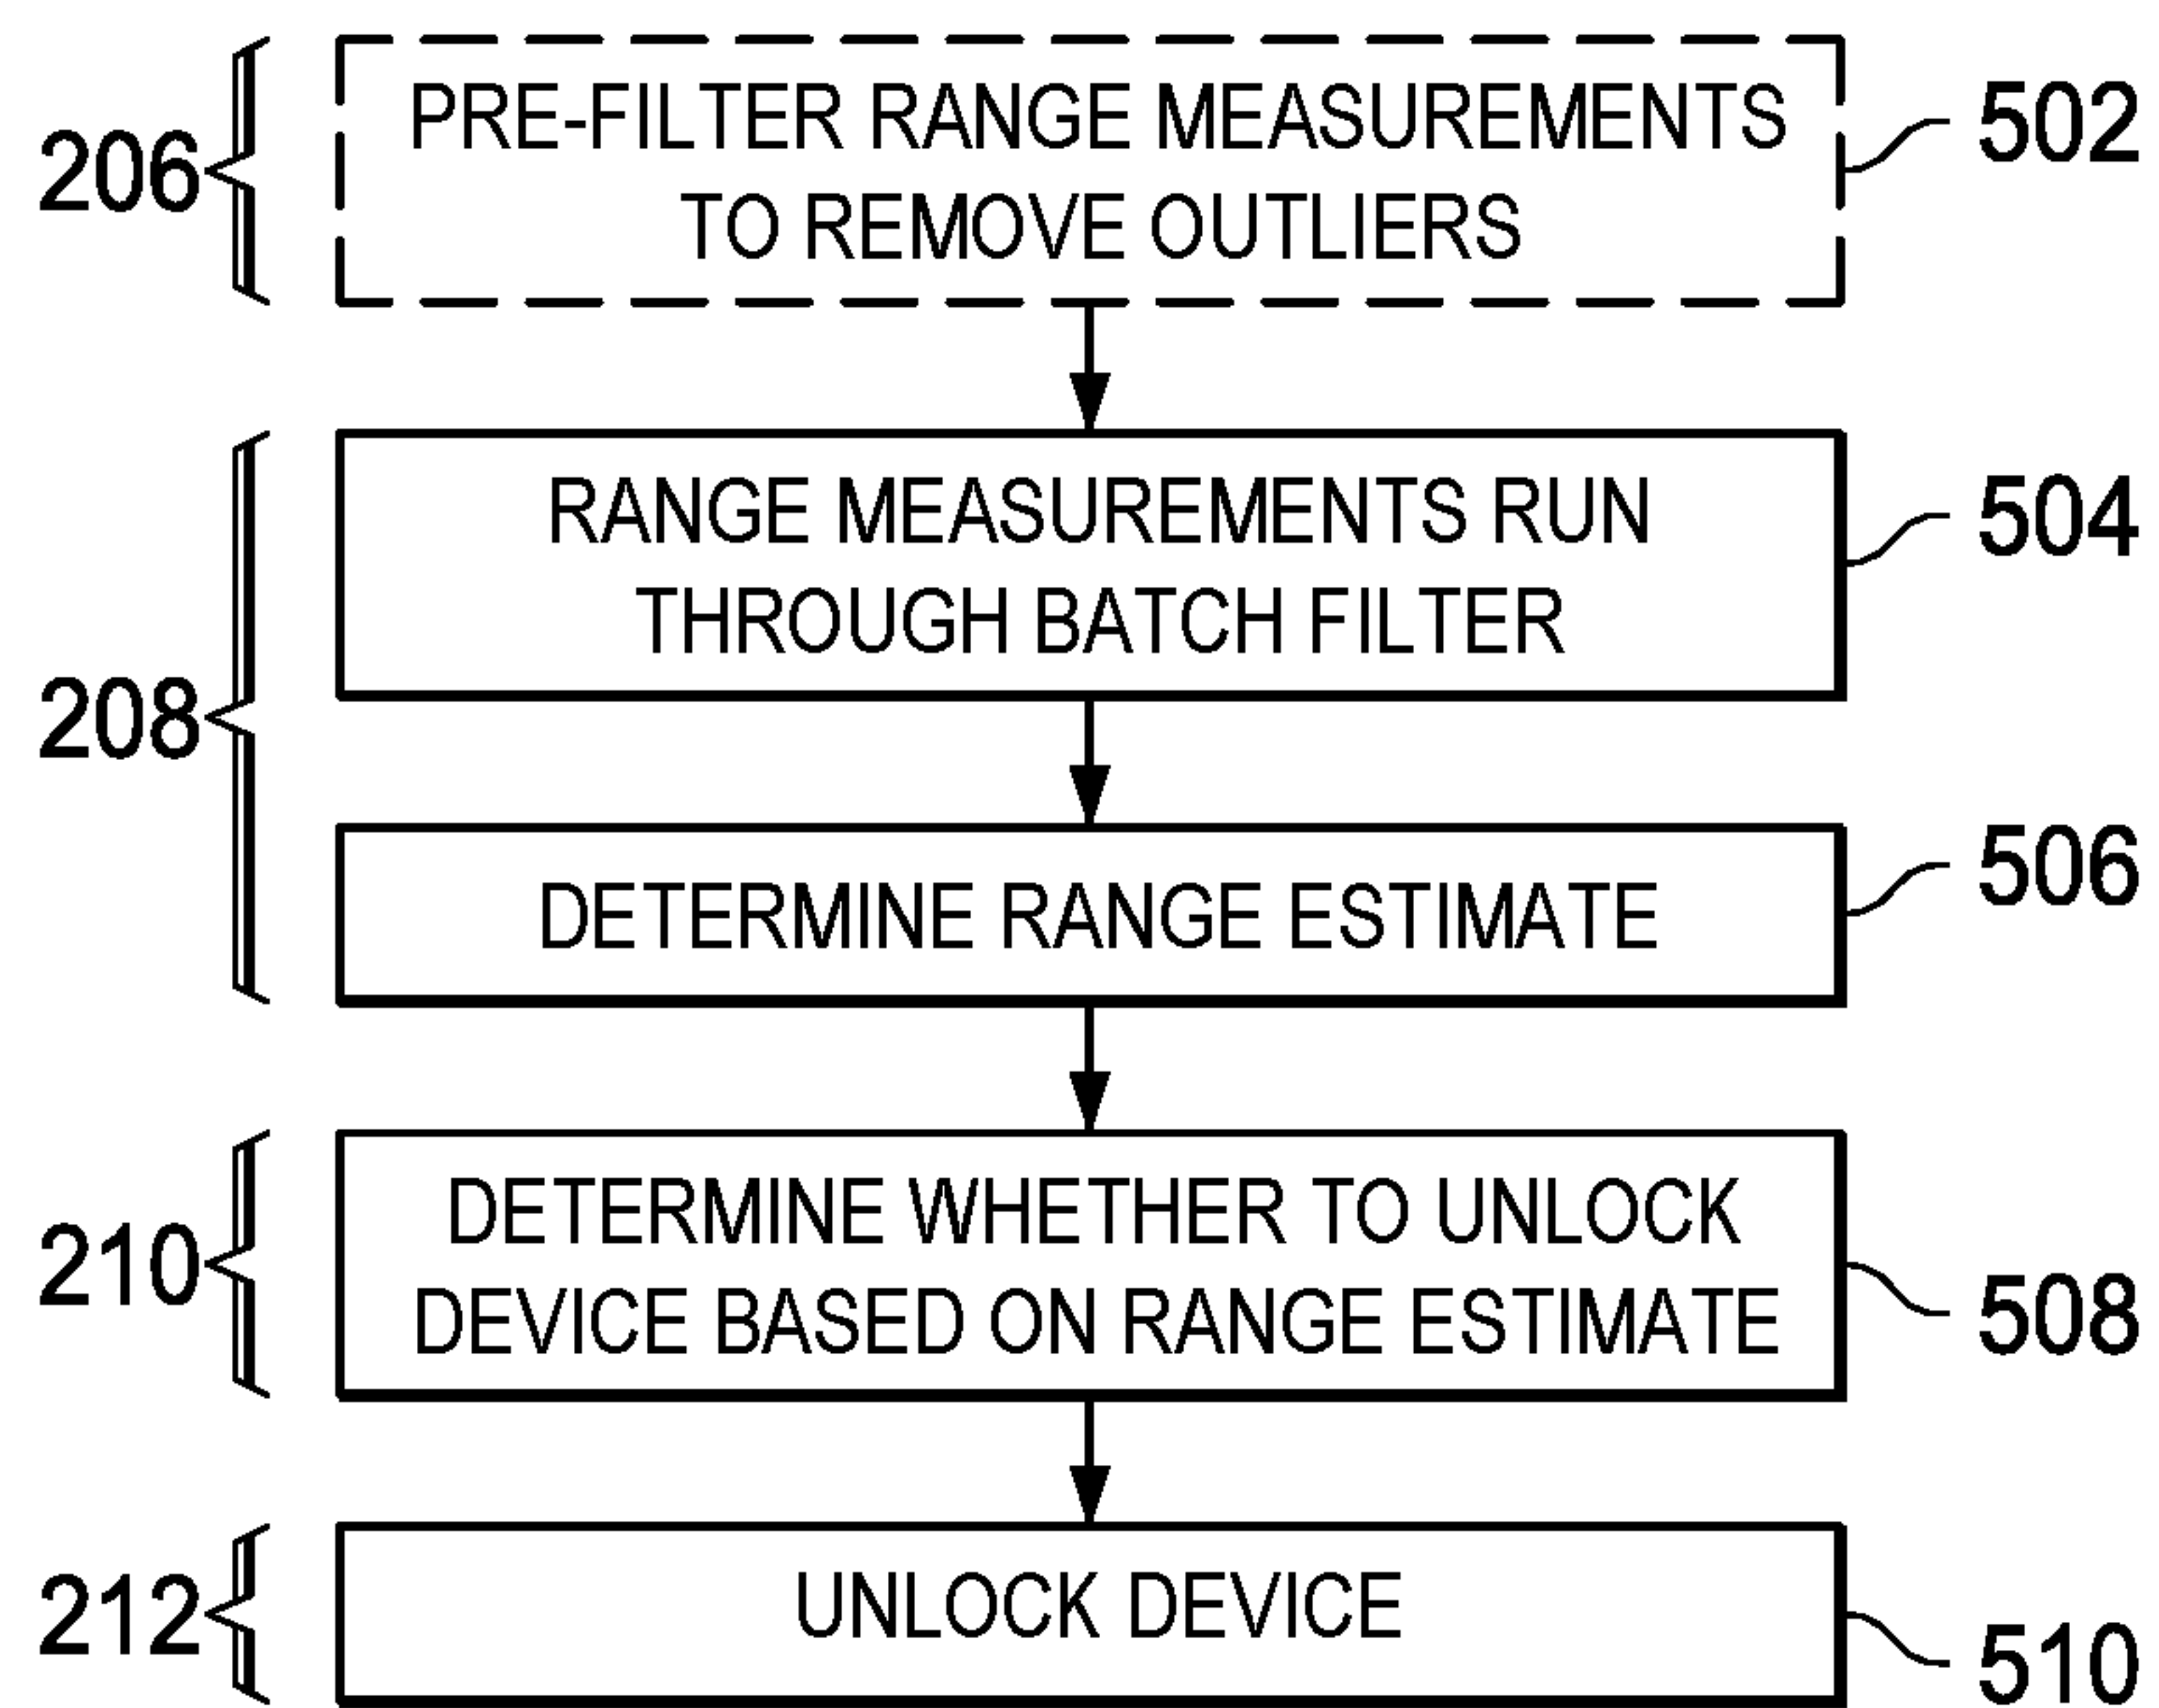 206
PRE-FILTER RANGE MEASUREMENTS
TO REMOVE OUTLIERS
502
208
RANGE MEASUREMENTS RUN
THROUGH BATCH FILTER
504
DETERMINE RANGE ESTIMATE
506
210
DETERMINE WHETHER TO UNLOCK
DEVICE BASED ON RANGE ESTIMATE
508
212
UNLOCK DEVICE
510